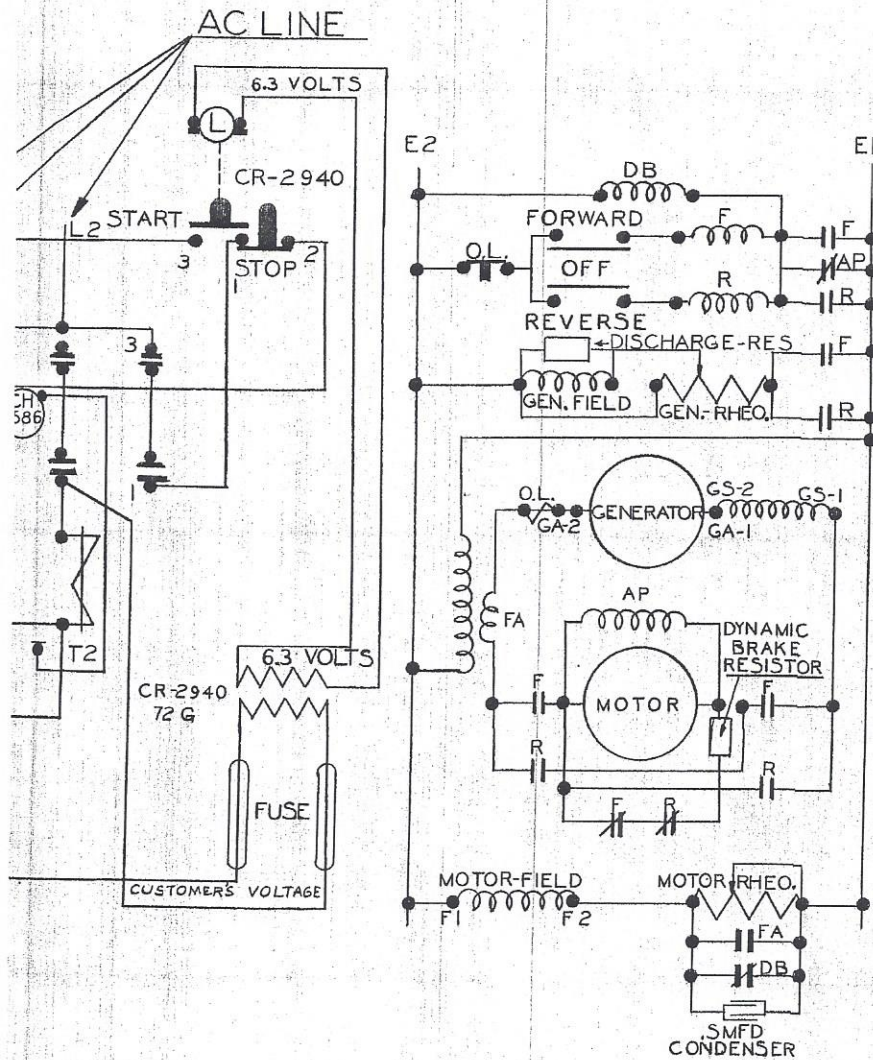 AC LINE
6.3 VOLTS
L
CR-2940
START
L2
3
STOP
2
1
3
1
T2
6.3 VOLTS
CR-2940
72 G
FUSE
CUSTOMER'S VOLTAGE
E2
DB
FORWARD
F
F
O.L.
OFF
AP
R
R
REVERSE
DISCHARGE-RES
F
GEN. FIELD
GEN.-RHEO.
R
O.L.
GA-2
GENERATOR
GS-2
GS-1
GA-1
FA
AP
DYNAMIC
BRAKE
RESISTOR
F
MOTOR
F
R
R
F
R
MOTOR-FIELD
MOTOR RHEO.
F1
F2
FA
DB
.5MFD
CONDENSER